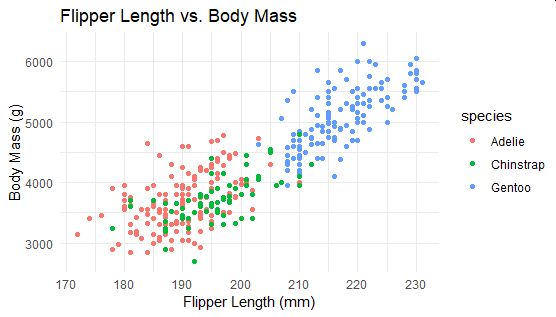 Flipper Length vs. Body Mass
6000
5000
4000
3000
Body Mass (g)
170
180
190
200
210
220
230
Flipper Length (mm)
species
Adelie
Chinstrap
Gentoo